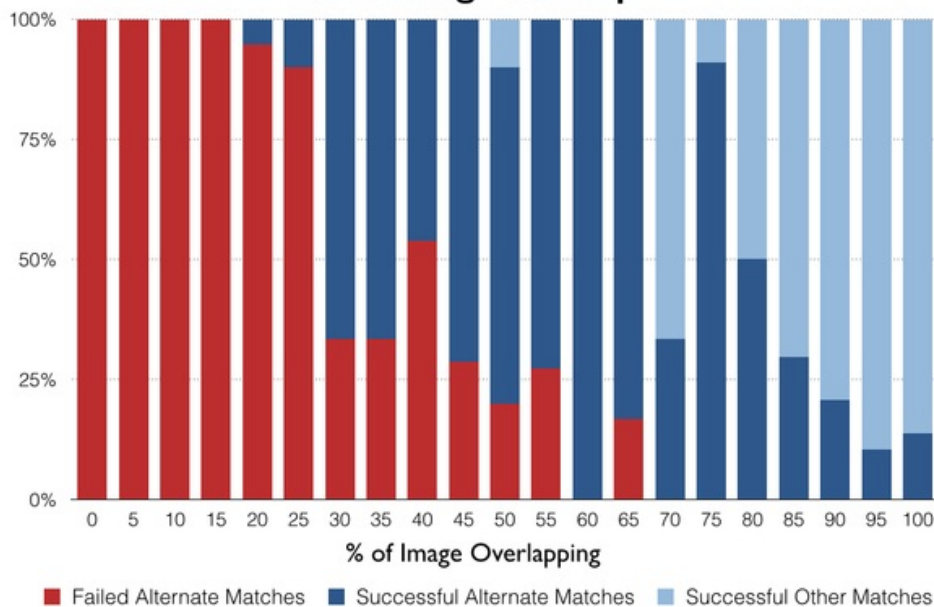 100%
75%
50%
25%
0%
0 5 10 15 20 25 30 35 40 45 50 55 60 65 70 75 80 85 90 95 100
% of Image Overlapping
Failed Alternate Matches Successful Alternate Matches Successful Other Matches